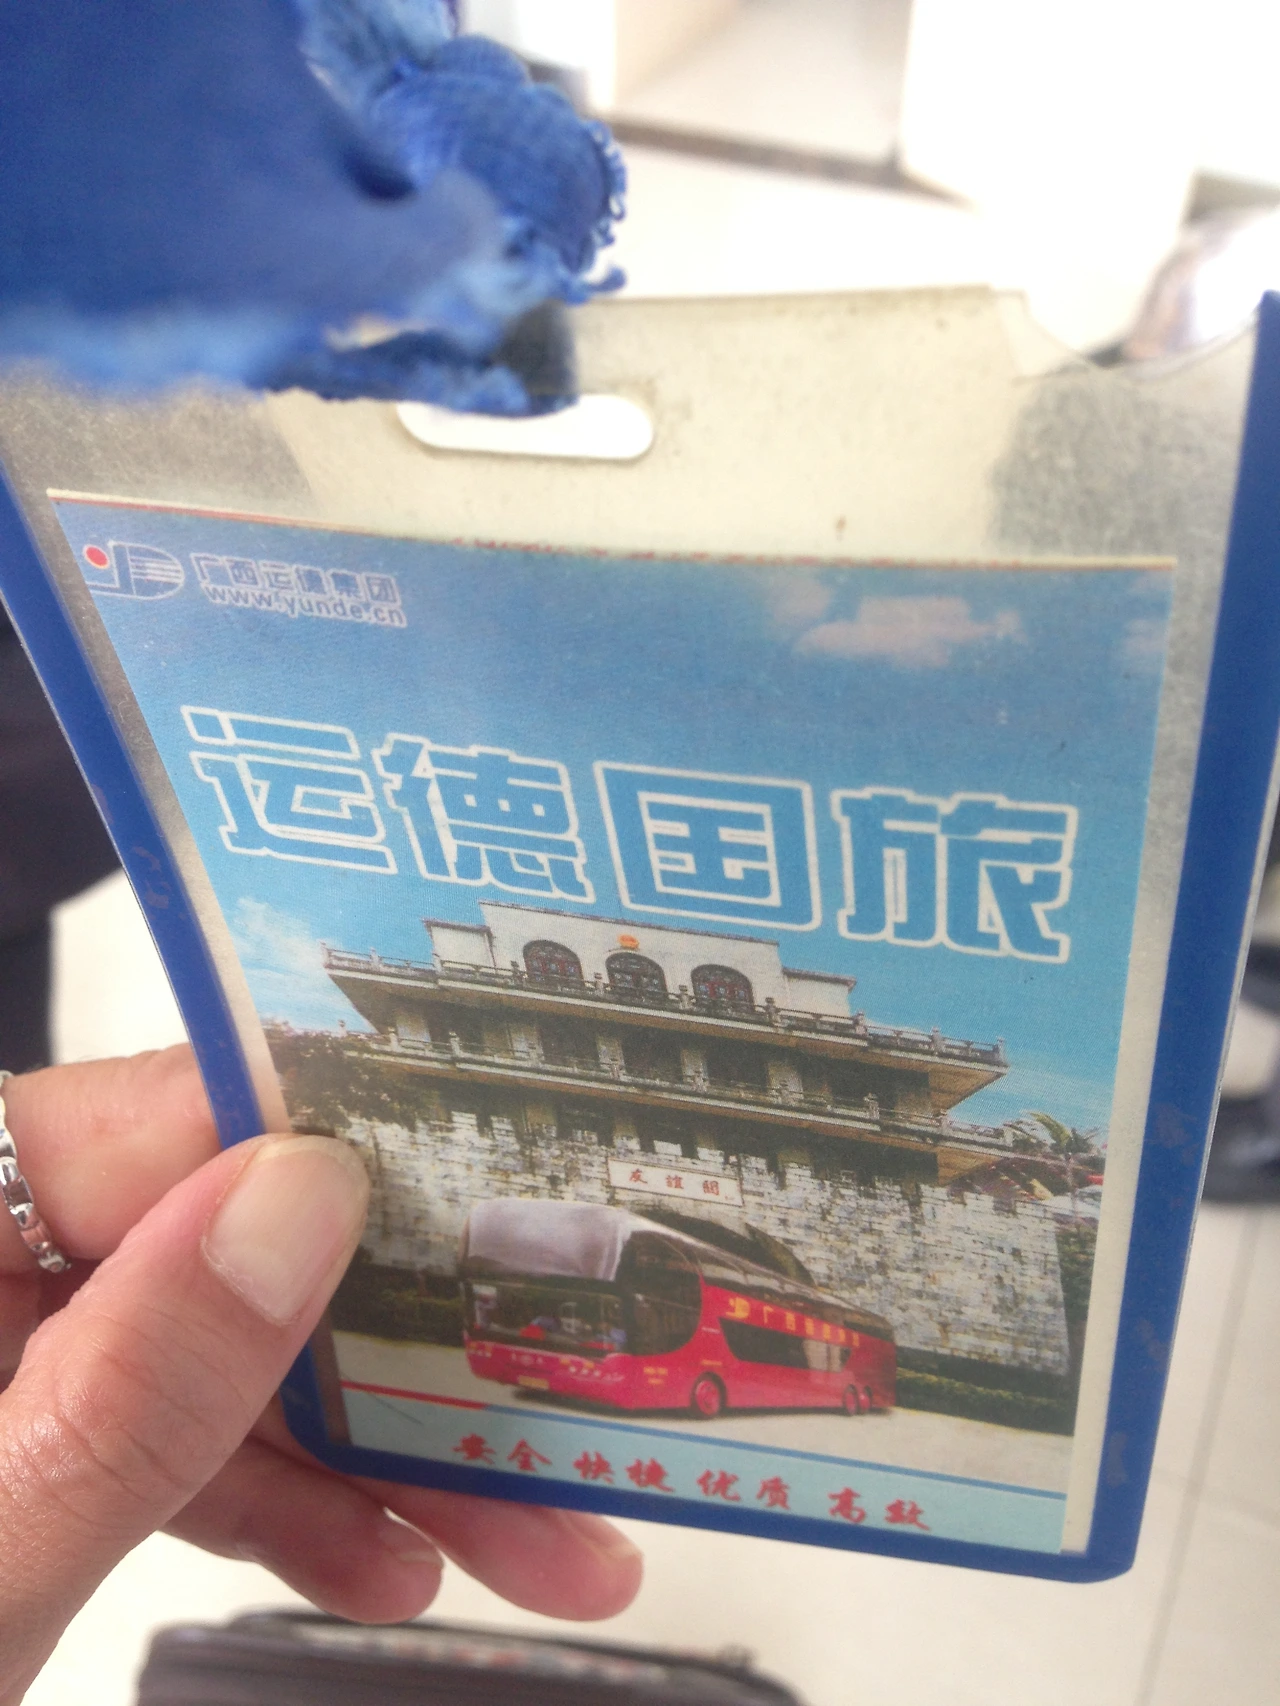 广西运德集团
www.yunde.cn
运德国旅
友谊關
安全 快捷 优质 高效